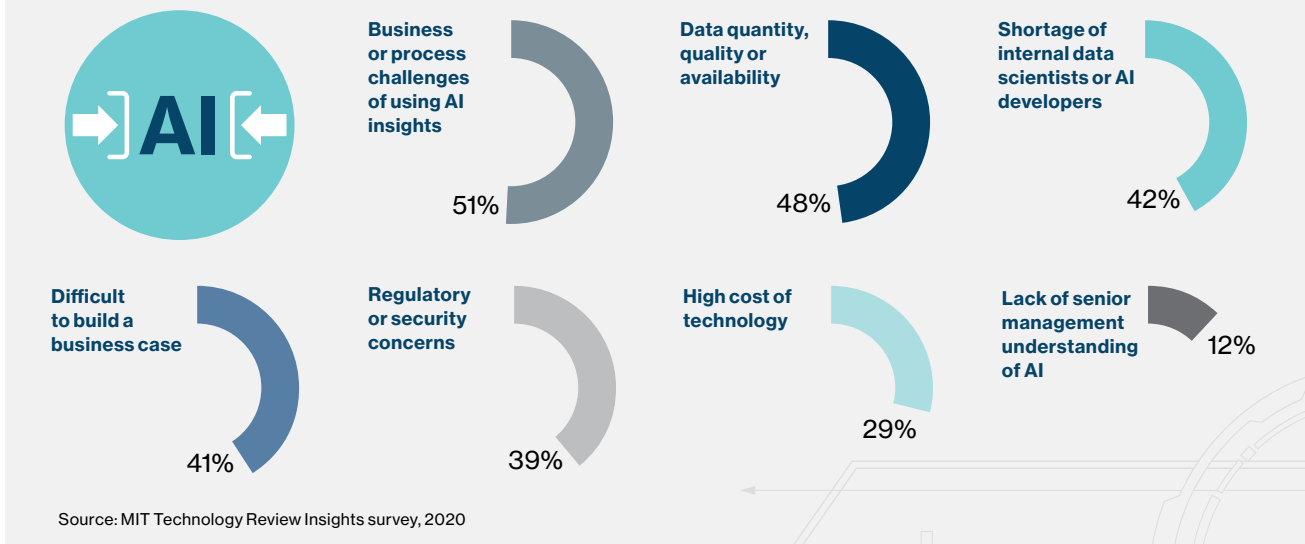 AI
Business
or process
challenges
of using AI
insights
51%
Data quantity,
quality or
availability
48%
Shortage of
internal data
scientists or AI
developers
42%
Difficult
to build a
business case
41%
Regulatory
or security
concerns
39%
High cost of
technology
29%
Lack of senior
management
understanding
of AI
12%
Source: MIT Technology Review Insights survey, 2020